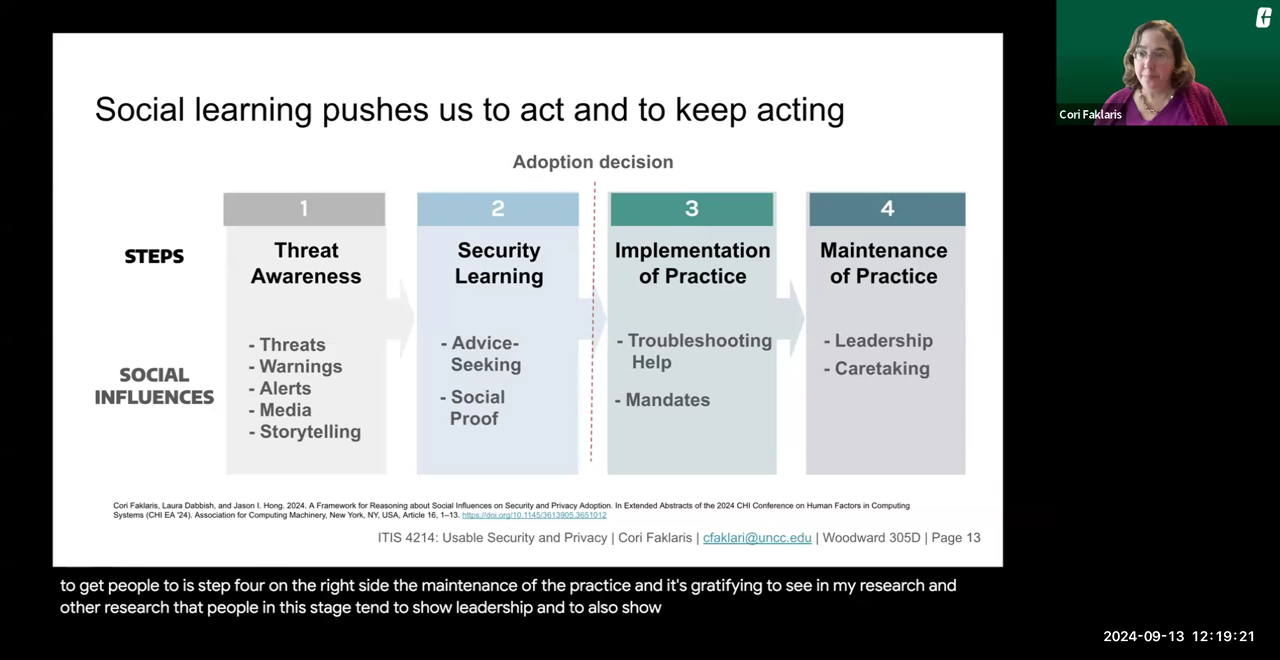 Social learning pushes us to act and to keep acting
Adoption decision
STEPS
1
Threat
Awareness
2
Security
Learning
3
Implementation
of Practice
4
Maintenance
of Practice
SOCIAL
INFLUENCES
- Threats
- Warnings
- Alerts
- Media
- Storytelling
- Advice-
Seeking
- Social
Proof
- Troubleshooting
Help
- Mandates
- Leadership
- Caretaking
Cori Faklaris, Laura Dabbish, and Jason I. Hong. 2024. A Framework for Reasoning about Social Influences on Security and Privacy Adoption. In Extended Abstracts of the 2024 CHI Conference on Human Factors in Computing
Systems (CHI EA '24). Association for Computing Machinery, New York, NY, USA, Article 16, 1–13. https://doi.org/10.1145/3613905.3651012
ITIS 4214: Usable Security and Privacy | Cori Faklaris | cfaklari@uncc.edu | Woodward 305D | Page 13
Cori Faklaris
to get people to is step four on the right side the maintenance of the practice and it's gratifying to see in my research and
other research that people in this stage tend to show leadership and to also show
2024-09-13 12:19:21